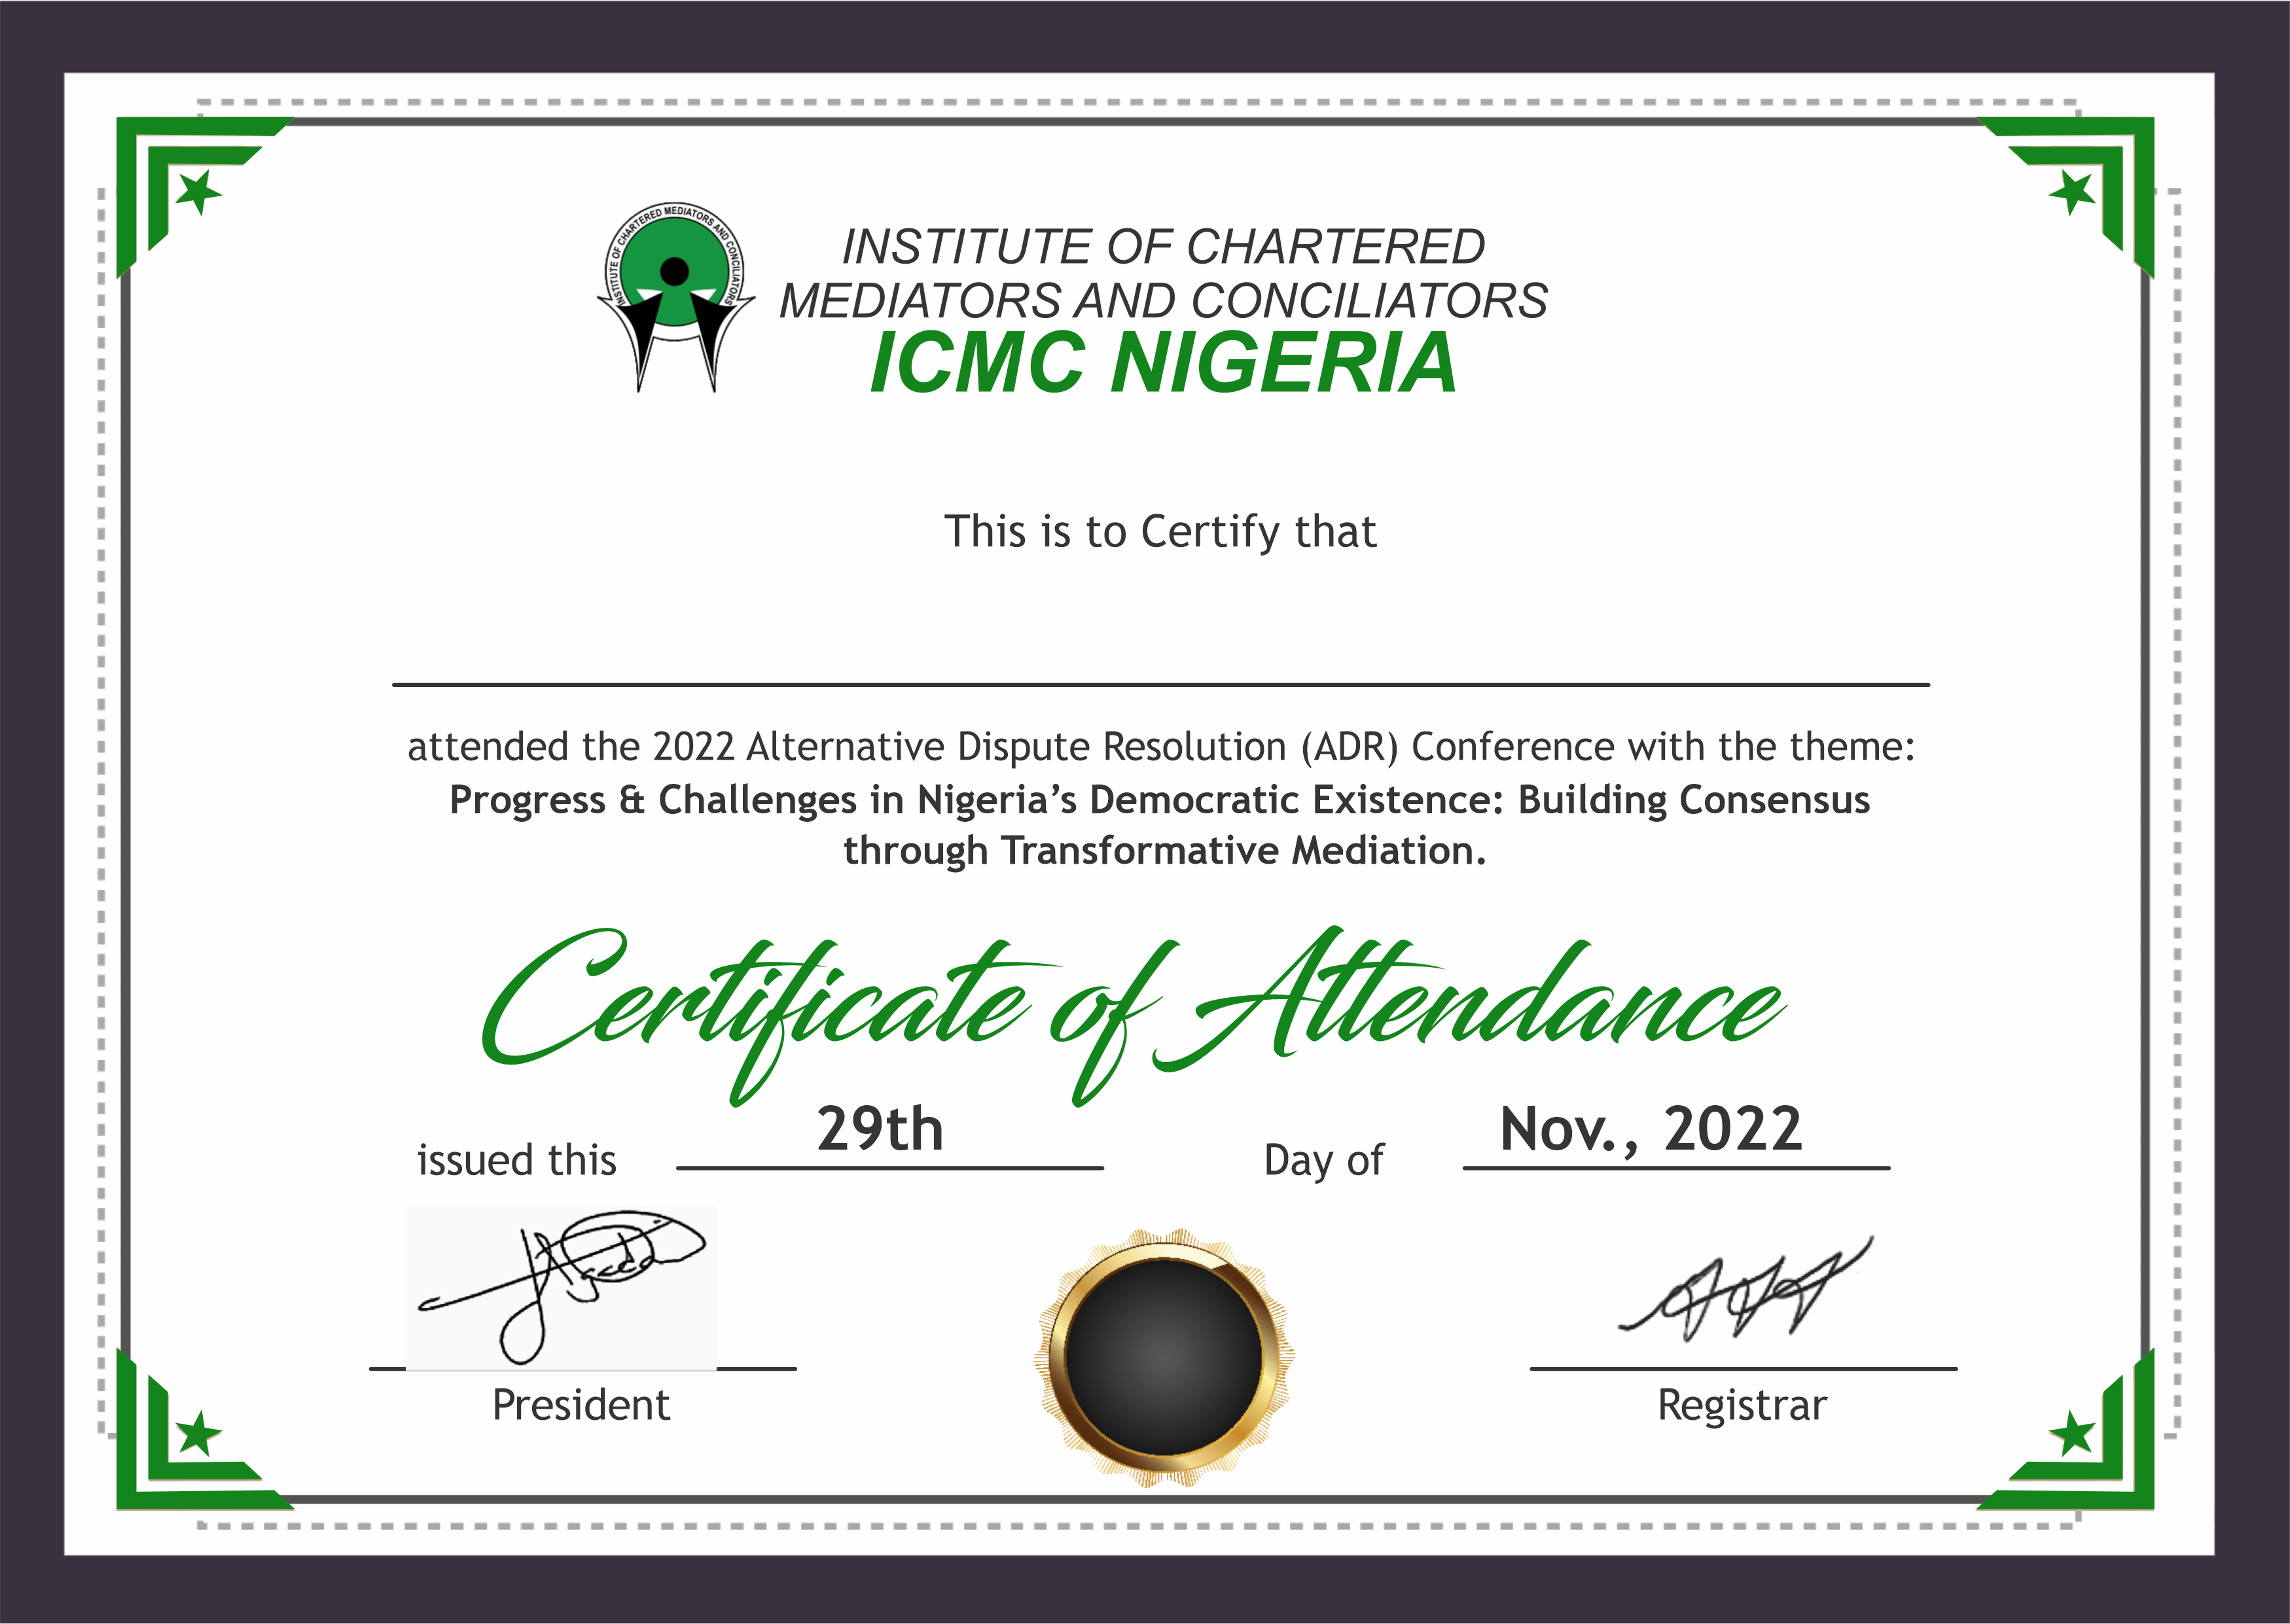 INSTITUTE OF CHARTERED MEDIATORS AND CONCILIATORS
INSTITUTE OF CHARTERED
MEDIATORS AND CONCILIATORS
ICMC NIGERIA
This is to Certify that
attended the 2022 Alternative Dispute Resolution (ADR) Conference with the theme:
Progress & Challenges in Nigeria’s Democratic Existence: Building Consensus
through Transformative Mediation.
Certificate of Attendance
issued this 29th Day of Nov., 2022
President
Registrar